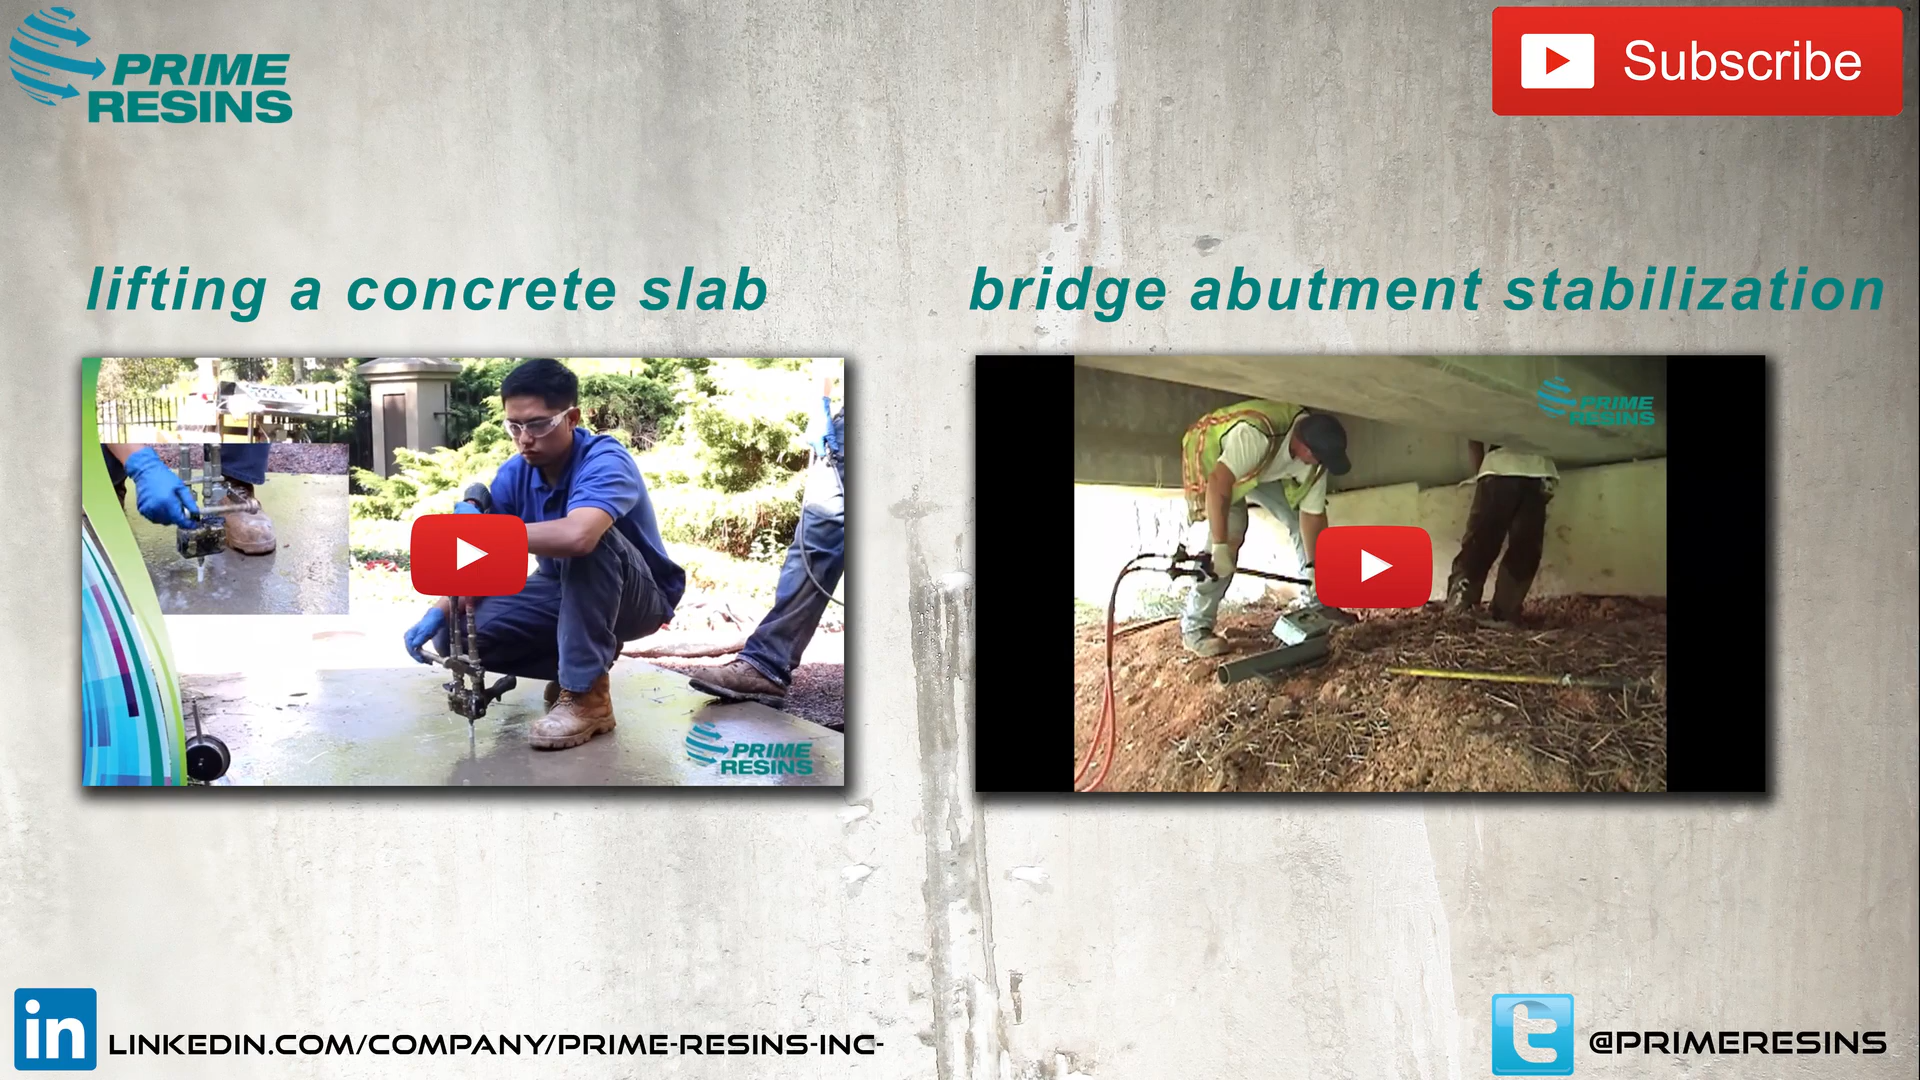 PRIME
RESINS
Subscribe
lifting a concrete slab
bridge abutment stabilization
PRIME
RESINS
PRIME
RESINS
in LINKEDIN.COM/COMPANY/PRIME-RESINS-INC-
@PRIMERESINS